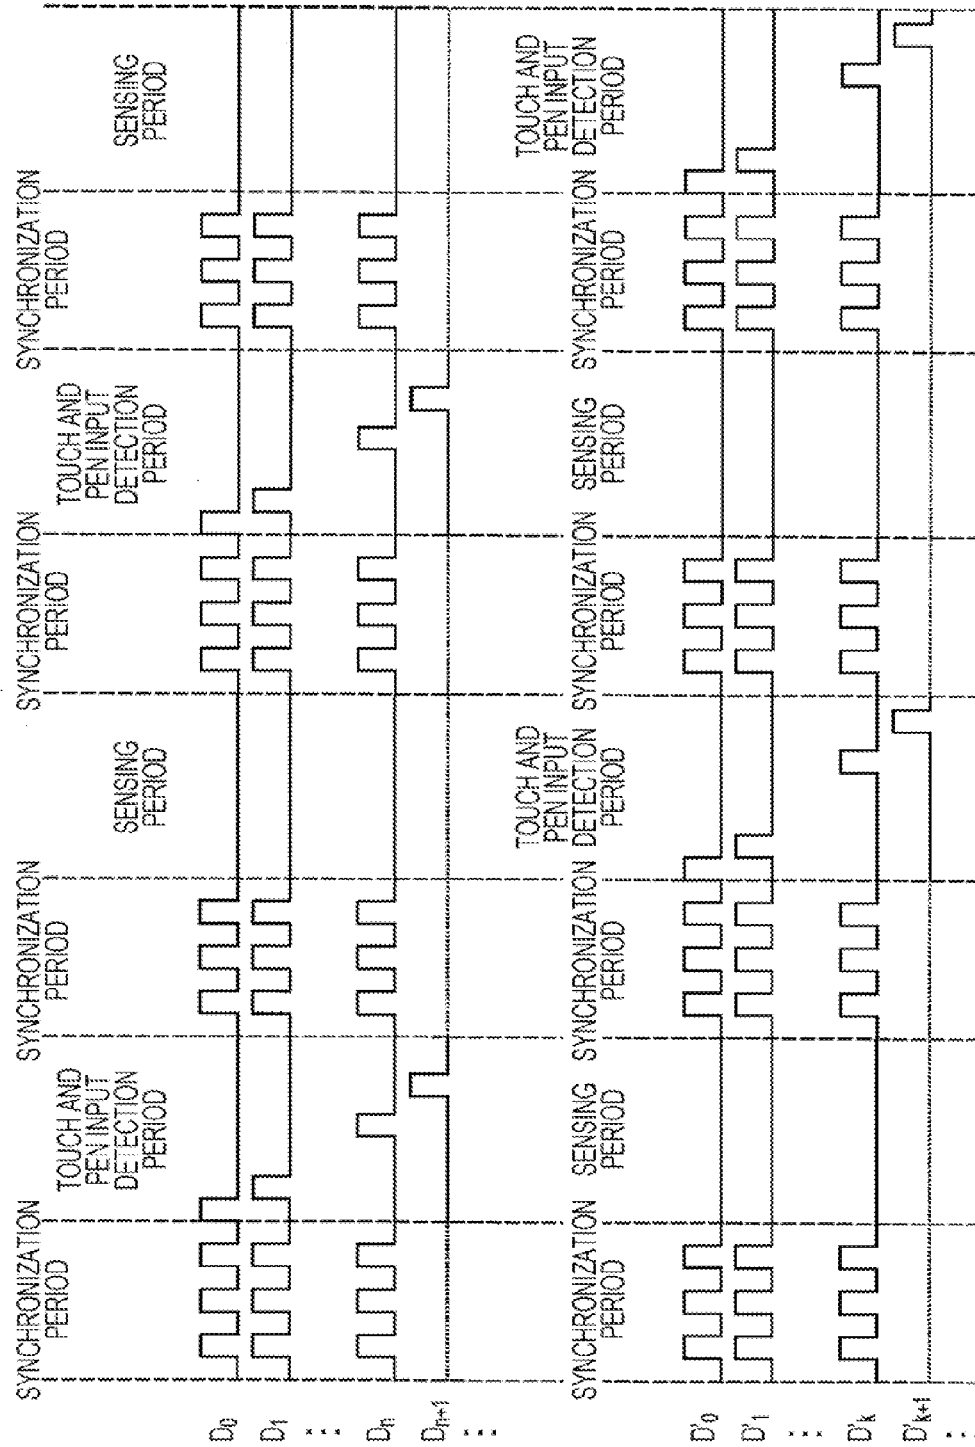 SYNCHRONIZATION
PERIOD
TOUCH AND
PEN INPUT
DETECTION
PERIOD
SYNCHRONIZATION
PERIOD
SENSING
PERIOD
SYNCHRONIZATION
PERIOD
TOUCH AND
PEN INPUT
DETECTION
PERIOD
SYNCHRONIZATION
PERIOD
SENSING
PERIOD
D0
D1
Dn
Dn+1
SYNCHRONIZATION
PERIOD
SENSING
PERIOD
SYNCHRONIZATION
PERIOD
TOUCH AND
PEN INPUT
DETECTION
PERIOD
SYNCHRONIZATION
PERIOD
SENSING
PERIOD
SYNCHRONIZATION
PERIOD
TOUCH AND
PEN INPUT
DETECTION
PERIOD
D'0
D'1
D'k
D'k+1